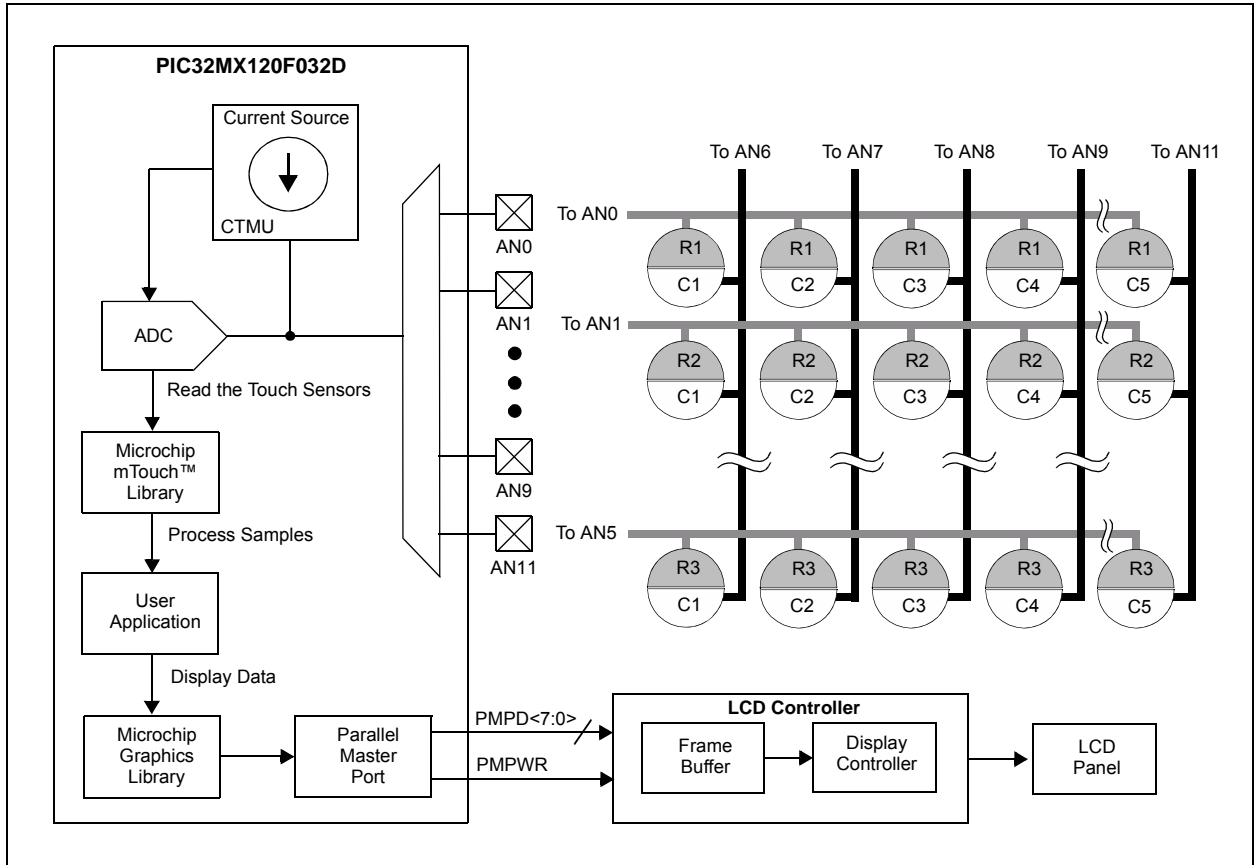 PIC32MX120F032D
Current Source
CTMU
ADC
Read the Touch Sensors
Microchip
mTouch™
Library
Process Samples
User
Application
Display Data
Microchip
Graphics
Library
Parallel
Master
Port
AN0
AN1
AN9
AN11
To AN6
To AN7
To AN8
To AN9
To AN11
To AN0
R1
R1
R1
R1
R1
C1
C2
C3
C4
C5
To AN1
R2
R2
R2
R2
R2
C1
C2
C3
C4
C5
To AN5
R3
R3
R3
R3
R3
C1
C2
C3
C4
C5
PMPD<7:0>
PMPWR
LCD Controller
Frame
Buffer
Display
Controller
LCD
Panel